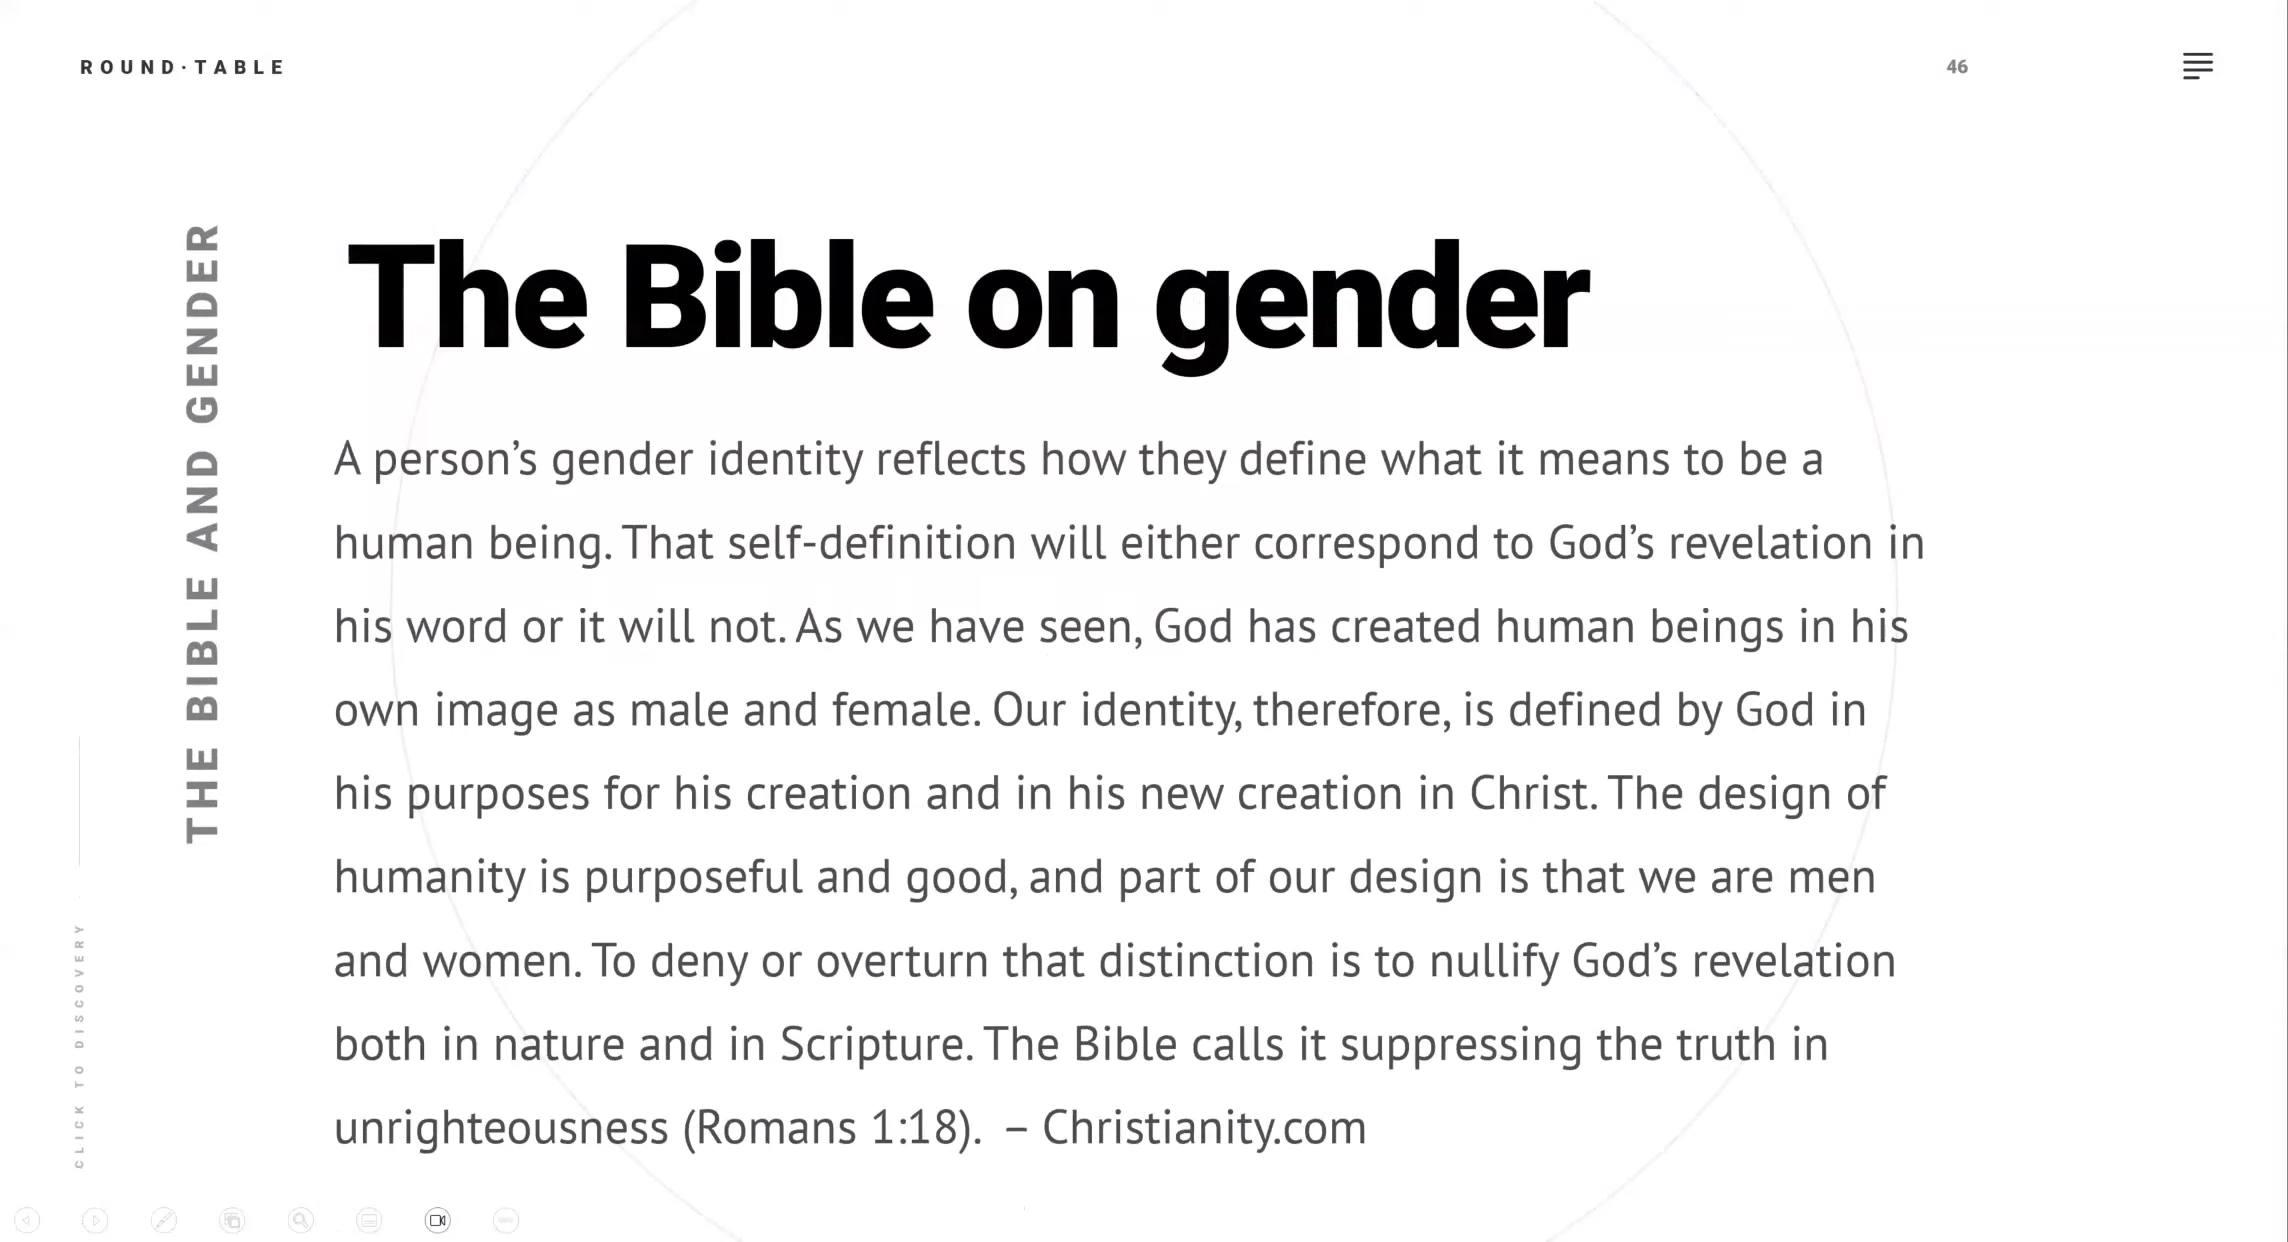 ROUND·TABLE
46
THE BIBLE AND GENDER
The Bible on gender
A person’s gender identity reflects how they define what it means to be a
human being. That self-definition will either correspond to God’s revelation in
his word or it will not. As we have seen, God has created human beings in his
own image as male and female. Our identity, therefore, is defined by God in
his purposes for his creation and in his new creation in Christ. The design of
humanity is purposeful and good, and part of our design is that we are men
and women. To deny or overturn that distinction is to nullify God’s revelation
both in nature and in Scripture. The Bible calls it suppressing the truth in
unrighteousness (Romans 1:18).  – Christianity.com
CLICK TO DISCOVERY